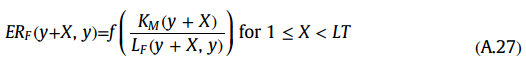 ER_F(y+X, y)=f(K_M(y + X) / L_F(y + X, y)) for 1 ≤ X < LT
(A.27)